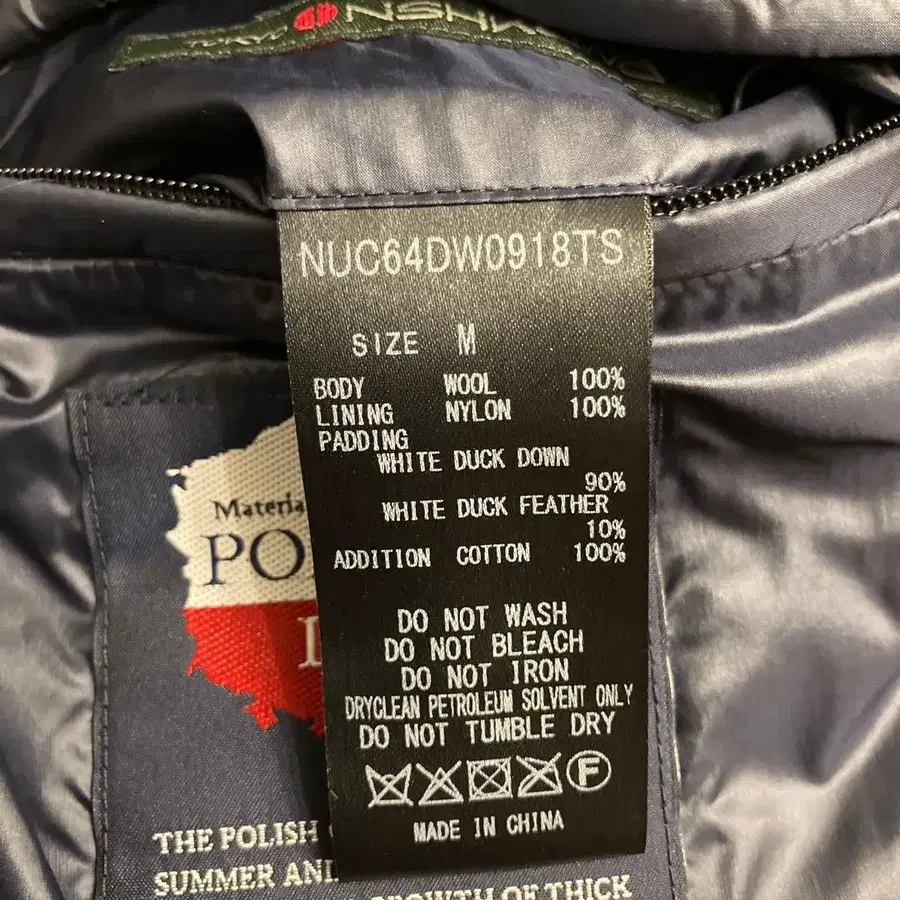 NUC64DW0918TS
SIZE M
BODY WOOL 100%
LINING NYLON 100%
PADDING
WHITE DUCK DOWN
90%
WHITE DUCK FEATHER
10%
ADDITION COTTON 100%
DO NOT WASH
DO NOT BLEACH
DO NOT IRON
DRYCLEAN PETROLEUM SOLVENT ONLY
DO NOT TUMBLE DRY
F
MADE IN CHINA
THE POLISH
SUMMER AND
GROWTH OF THICK